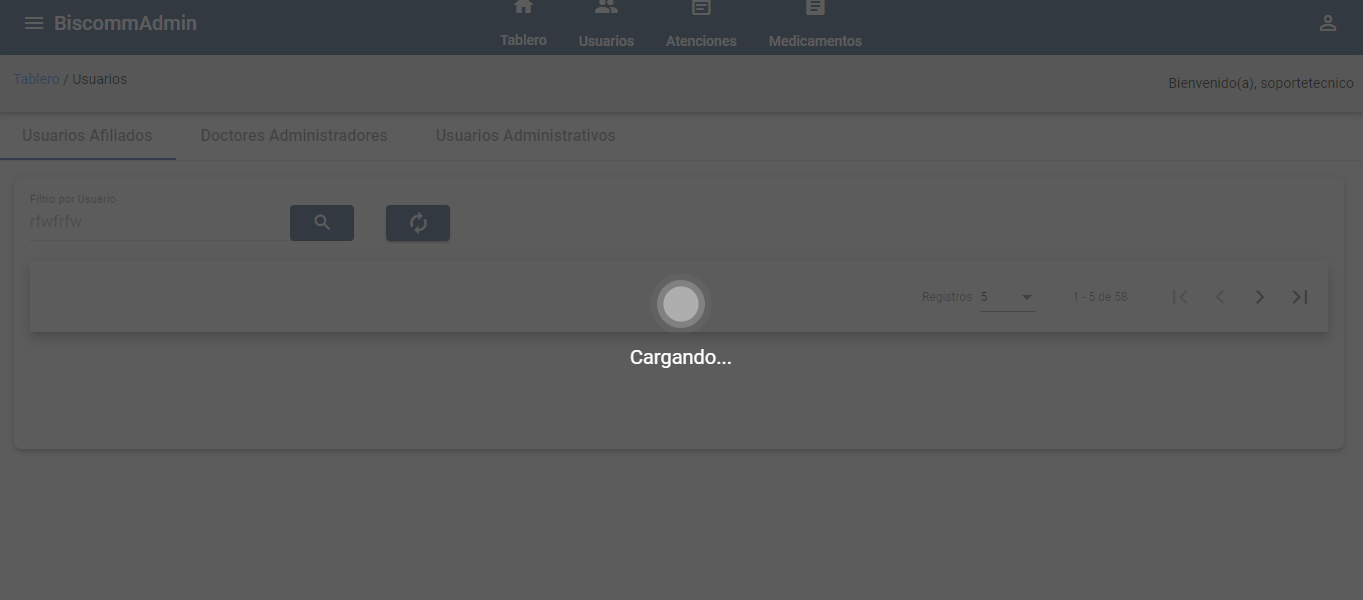 BiscommAdmin
Tablero
Usuarios
Atenciones
Medicamentos
Tablero / Usuarios
Bienvenido(a), soportetecnico
Usuarios Afiliados
Doctores Administradores
Usuarios Administrativos
Filtro por Usuario
rfwfrfw
Registros 5
1 - 5 de 58
Cargando...